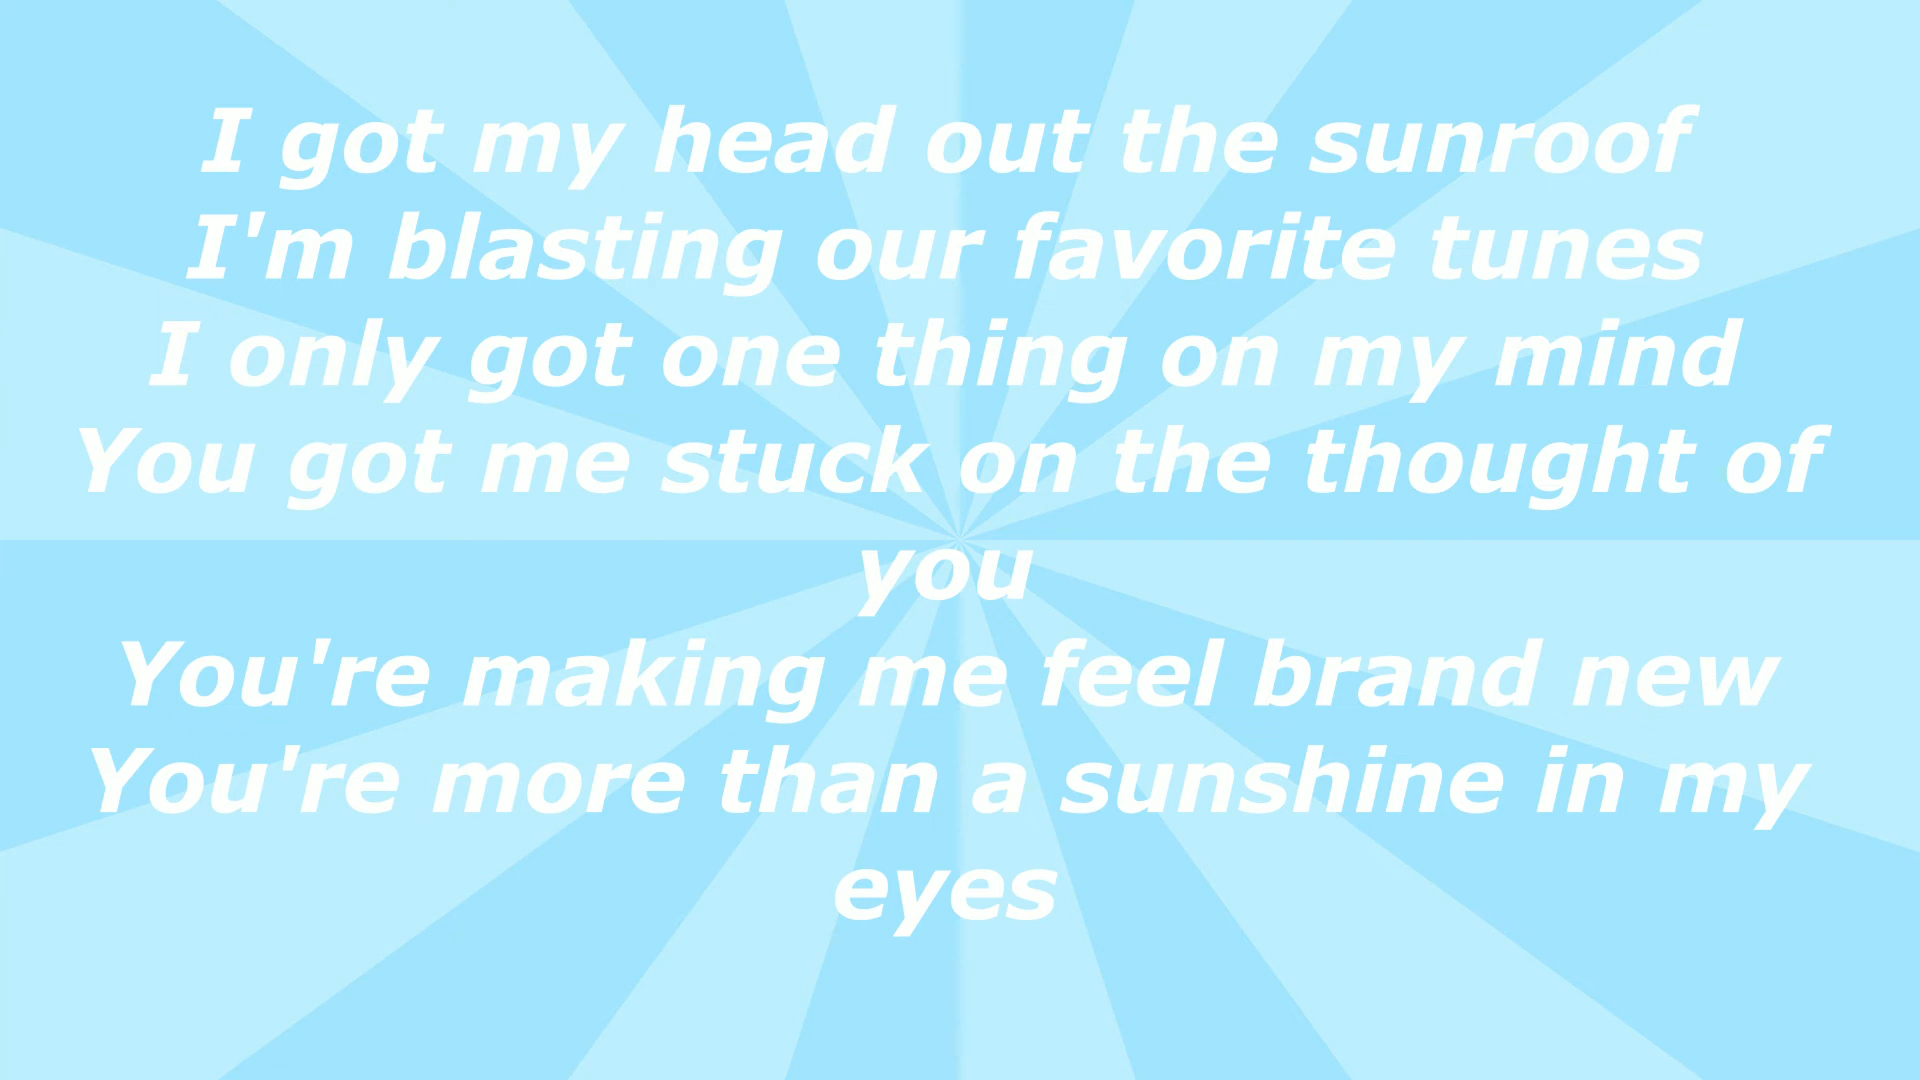 I got my head out the sunroof
I'm blasting our favorite tunes
I only got one thing on my mind
You got me stuck on the thought of
you
You're making me feel brand new
You're more than a sunshine in my
eyes